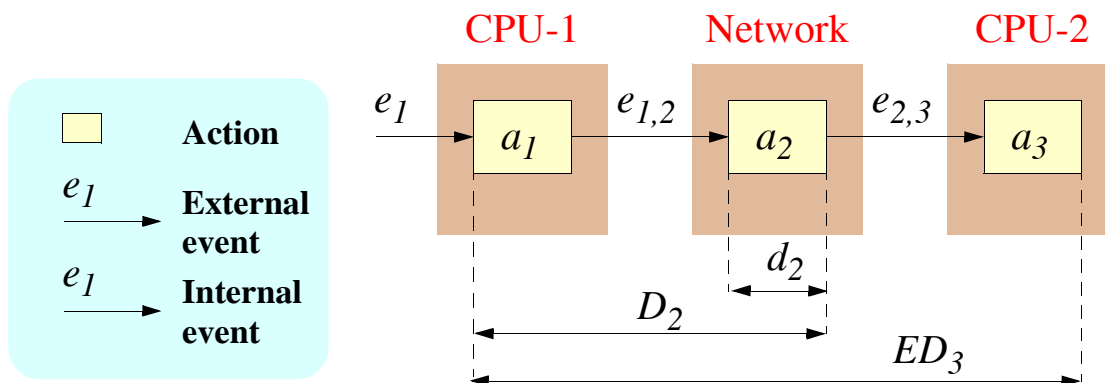 CPU-1 Network CPU-2
e1 e1,2 e2,3
a1 a2 a3
Action
e1
External
event
e1
Internal
event
d2
D2
ED3